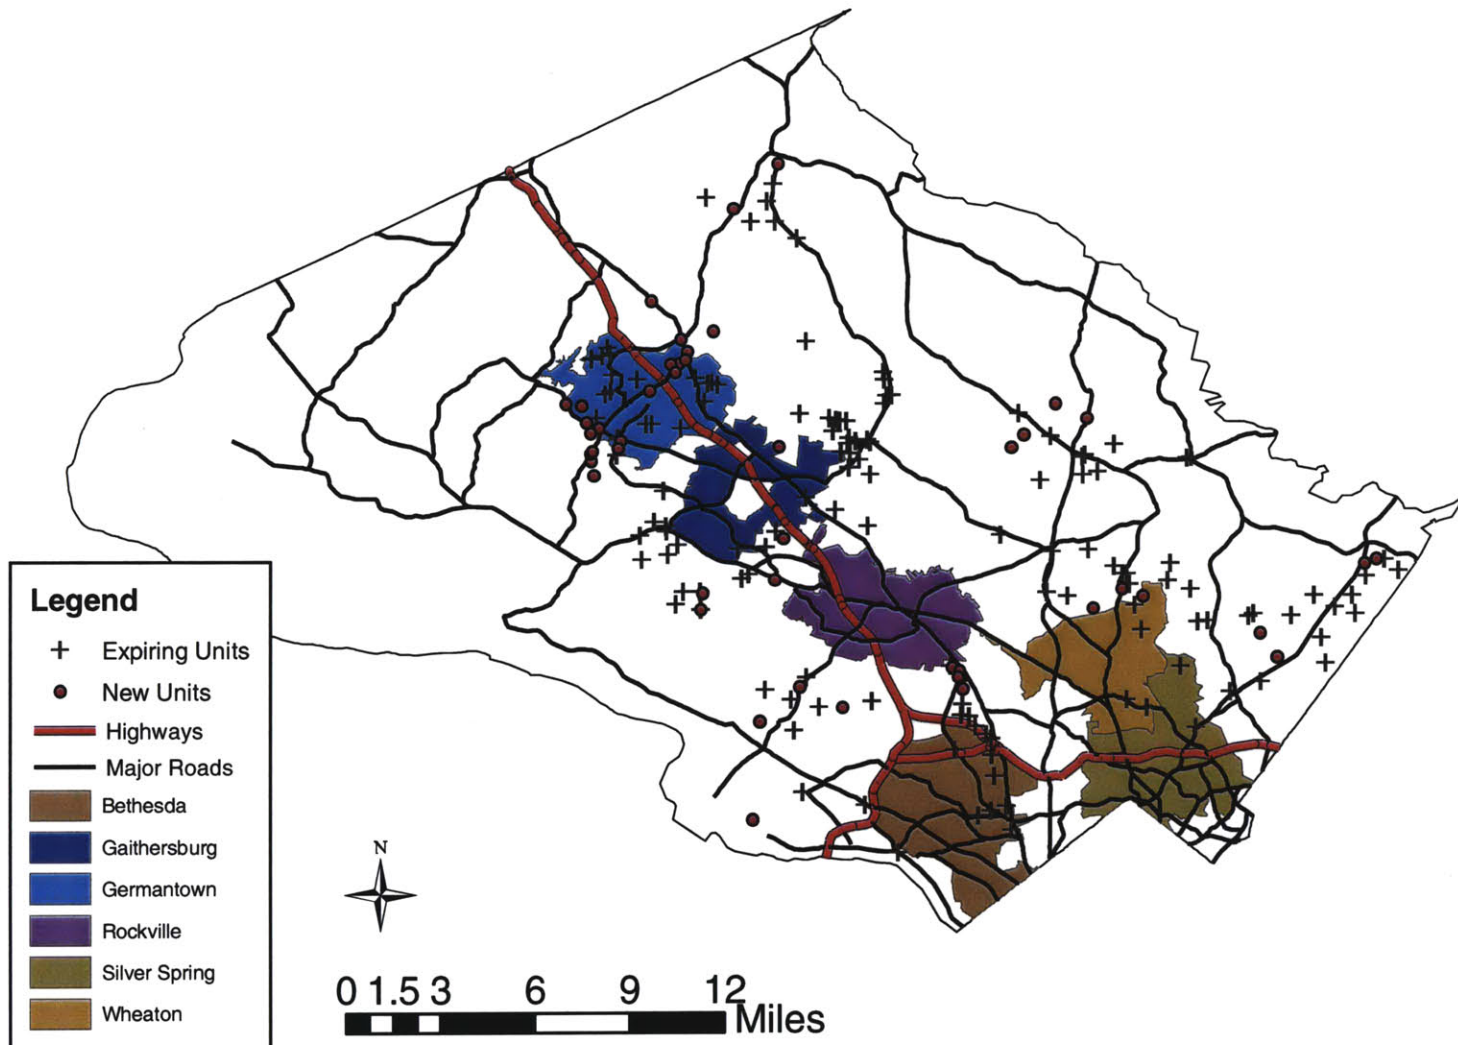 Legend
Expiring Units
New Units
Highways
Major Roads
Bethesda
Gaithersburg
Germantown
Rockville
Silver Spring
Wheaton
N
0 1.5 3 6 9 12
Miles